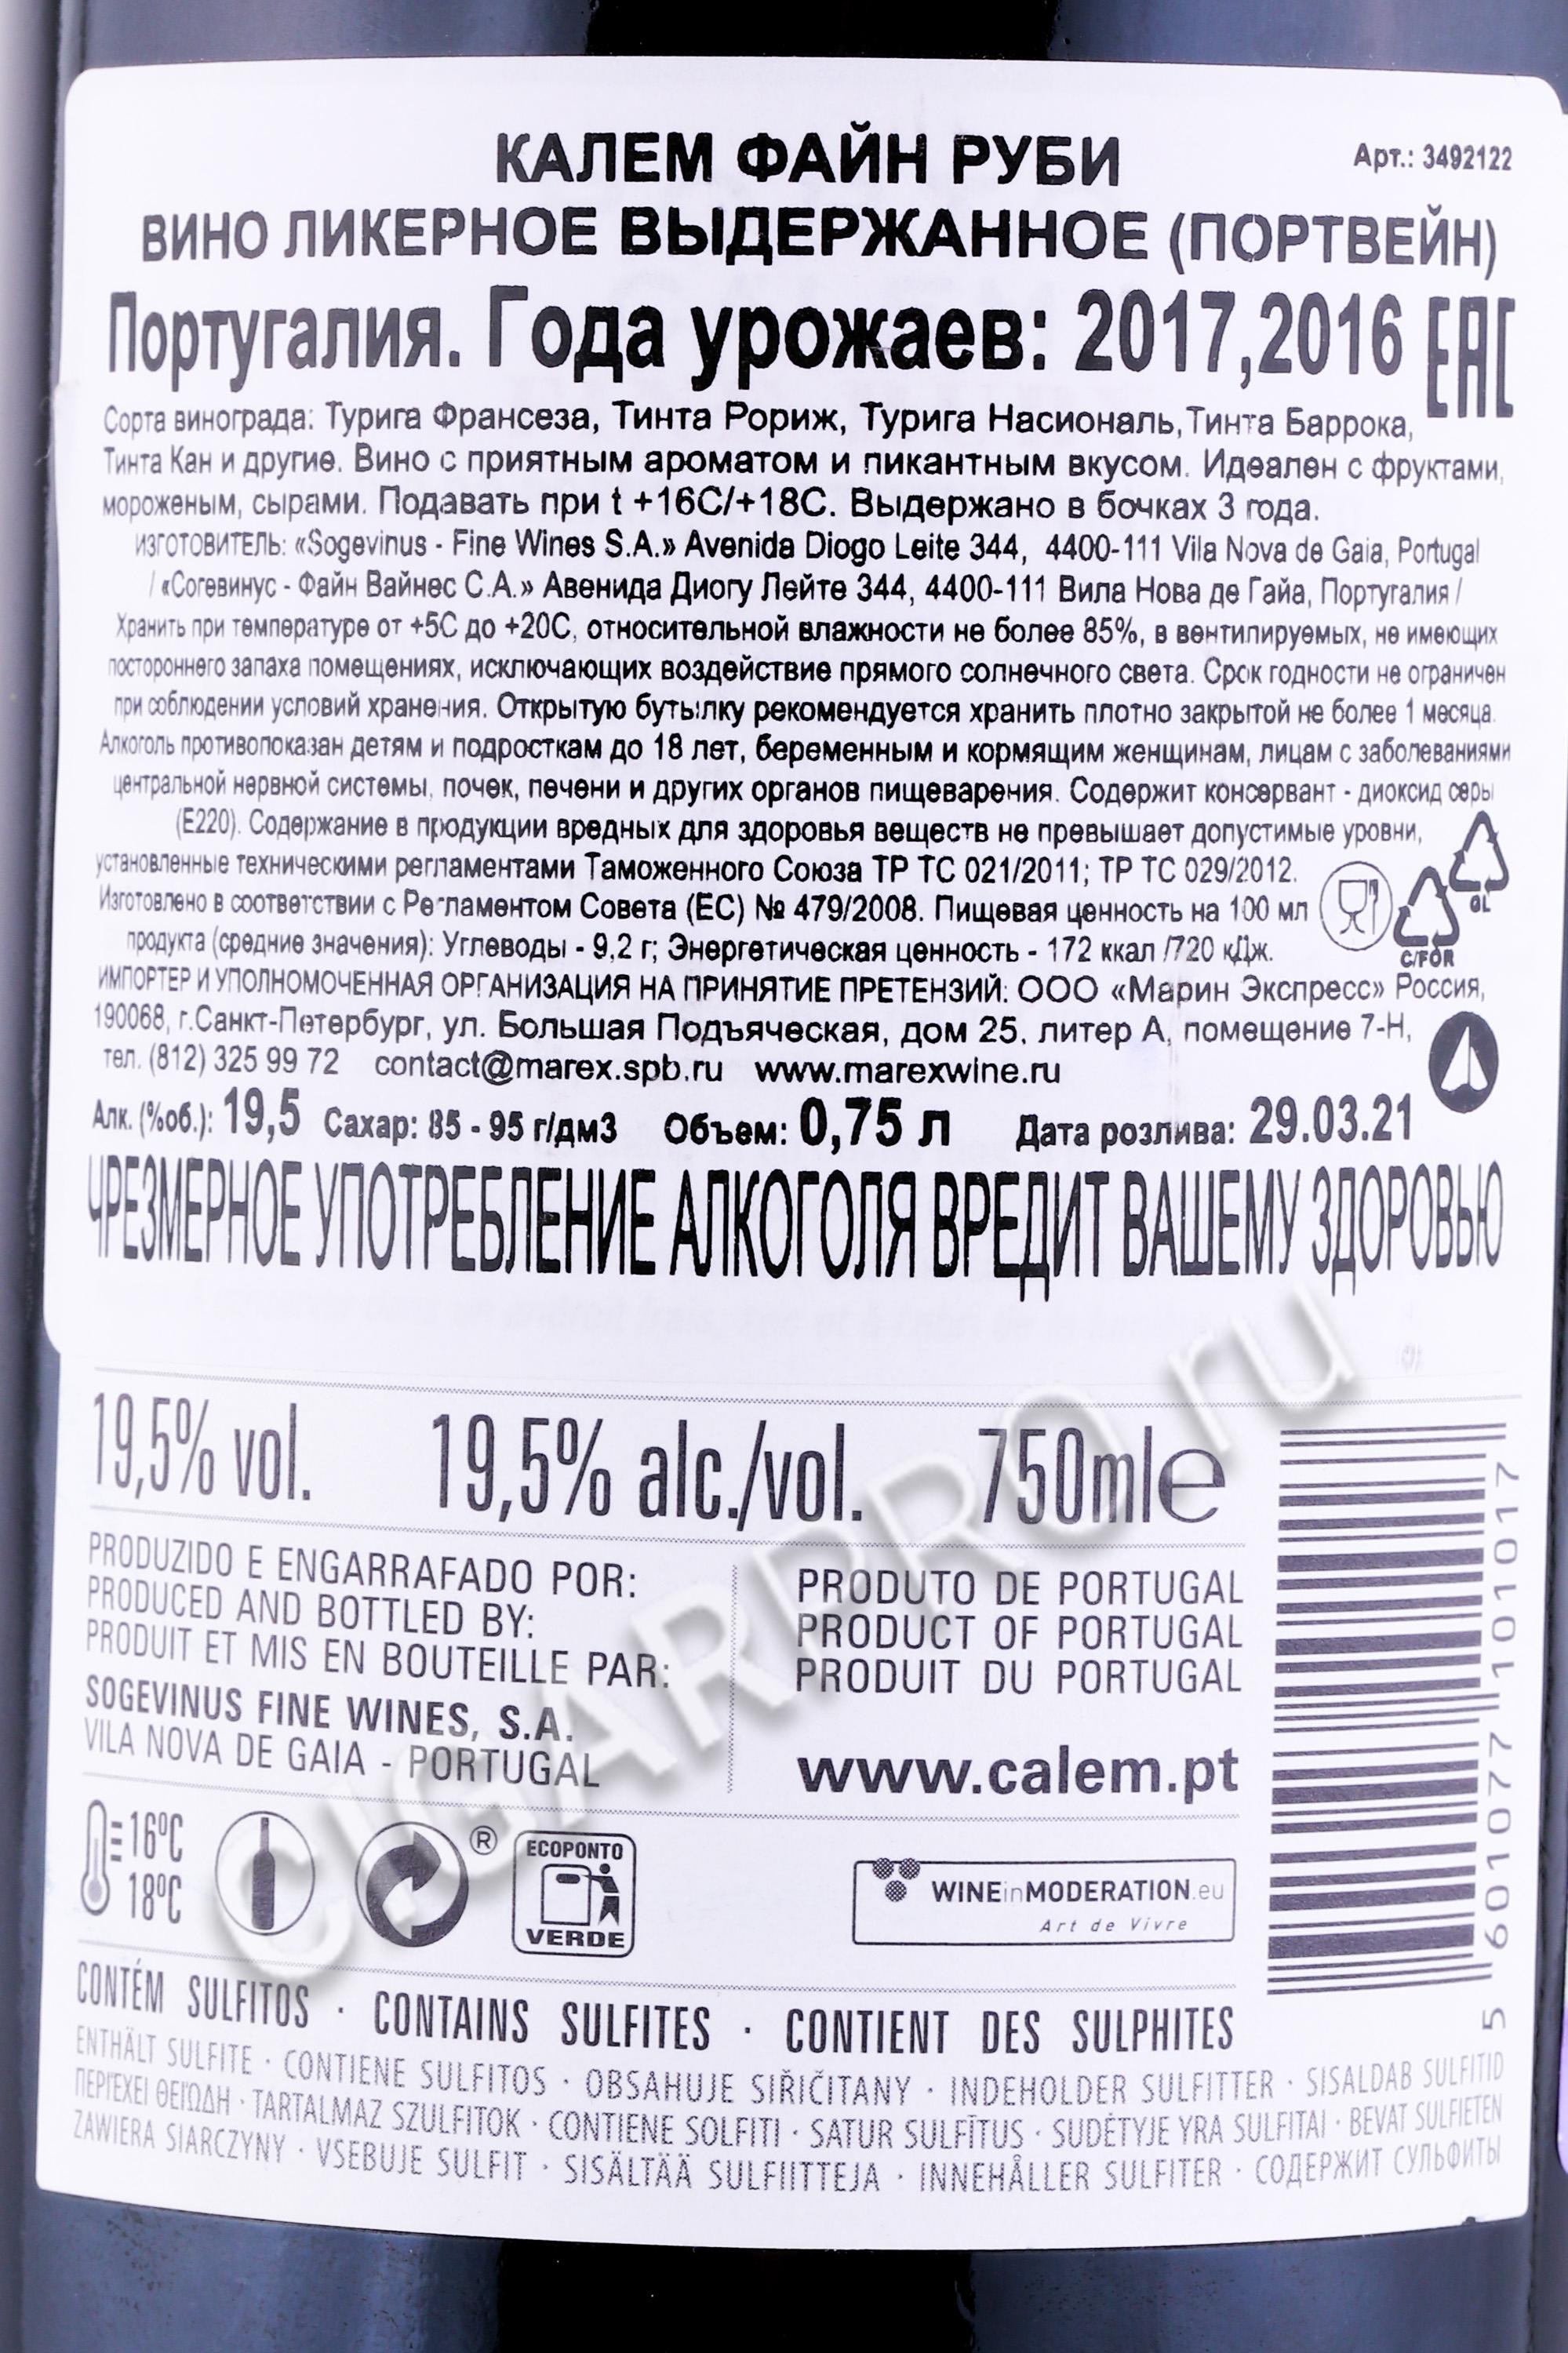 КАЛЕМ ФАЙН РУБИ
Арт.: 3492122
ВИНО ЛИКЕРНОЕ ВЫДЕРЖАННОЕ (ПОРТВЕЙН)
Португалия. Года урожаев: 2017,2016 EAC
Сорта винограда: Турига Франсеза, Тинта Рориж, Турига Насиональ, Тинта Баррока,
Тинта Кан и другие. Вино с приятным ароматом и пикантным вкусом. Идеален с фруктами,
мороженым, сырами. Подавать при t +16С/+18С. Выдержано в бочках 3 года.
ИЗГОТОВИТЕЛЬ: «Sogevinus - Fine Wines S.A.» Avenida Diogo Leite 344, 4400-111 Vila Nova de Gaia, Portugal
/ «Согевинус - Файн Вайнес С.А.» Авенида Диогу Лейте 344, 4400-111 Вила Нова де Гайа, Португалия /
Хранить при температуре от +5С до +20С, относительной влажности не более 85%, в вентилируемых, не имеющих
постороннего запаха помещениях, исключающих воздействие прямого солнечного света. Срок годности не ограничен
при соблюдении условий хранения. Открытую бутылку рекомендуется хранить плотно закрытой не более 1 месяца.
Алкоголь противопоказан детям и подросткам до 18 лет, беременным и кормящим женщинам, лицам с заболеваниями
центральной нервной системы, почек, печени и других органов пищеварения. Содержит консервант - диоксид серы
(Е220). Содержание в продукции вредных для здоровья веществ не превышает допустимые уровни,
установленные техническими регламентами Таможенного Союза ТР ТС 021/2011; ТР ТС 029/2012.
Изготовлено в соответствии с Регламентом Совета (ЕС) № 479/2008. Пищевая ценность на 100 мл
GL
продукта (средние значения): Углеводы - 9,2 г; Энергетическая ценность - 172 ккал /720 кДж.
C/FOR
ИМПОРТЕР И УПОЛНОМОЧЕННАЯ ОРГАНИЗАЦИЯ НА ПРИНЯТИЕ ПРЕТЕНЗИЙ: ООО «Марин Экспресс» Россия,
190068, г.Санкт-Петербург, ул. Большая Подъяческая, дом 25, литер А, помещение 7-Н,
тел. (812) 325 99 72 contact@marex.spb.ru www.marexwine.ru
Алк. (%об.): 19,5 Сахар: 85 - 95 г/дм3 Объем: 0,75 л Дата розлива: 29.03.21
ЧРЕЗМЕРНОЕ УПОТРЕБЛЕНИЕ АЛКОГОЛЯ ВРЕДИТ ВАШЕМУ ЗДОРОВЬЮ
19,5% vol. 19,5% alc./vol. 750mle
PRODUZIDO E ENGARRAFADO POR:
PRODUCED AND BOTTLED BY:
PRODUIT ET MIS EN BOUTEILLE PAR:
SOGEVINUS FINE WINES, S.A.
VILA NOVA DE GAIA - PORTUGAL
PRODUTO DE PORTUGAL
PRODUCT OF PORTUGAL
PRODUIT DU PORTUGAL
www.calem.pt
5 601077 101017
16ºC
18ºC
®
ECOPONTO
VERDE
WINEinMODERATION.eu
Art de Vivre
CONTÉM SULFITOS · CONTAINS SULFITES · CONTIENT DES SULPHITES
ENTHÄLT SULFITE · CONTIENE SULFITOS · OBSAHUJE SIŘIČITANY · INDEHOLDER SULFITTER · SISALDAB SULFITID
ΠΕΡΙΈΧΕΙ ΘΕΙΏΔΗ · TARTALMAZ SZULFITOK · CONTIENE SOLFITI · SATUR SULFĪTUS · SUDĖTYJE YRA SULFITAI · BEVAT SULFIETEN
ZAWIERA SIARCZYNY · VSEBUJE SULFIT · SISÄLTÄÄ SULFIITTEJA · INNEHÅLLER SULFITER · СОДЕРЖИТ СУЛЬФИТЫ
CIGARPRO.ru